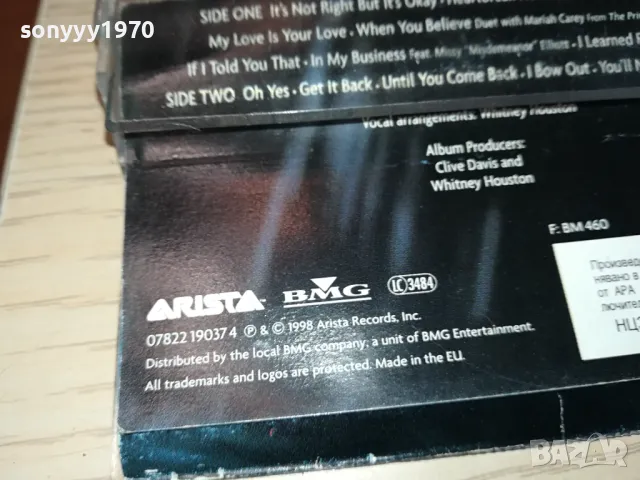 sonyyy1970
SIDE ONE It's Not Right But It's Okay · Heartbreak
My Love Is Your Love · When You Believe Duet with Mariah Carey From The
If I Told You That · In My Business Feat. Missy "Misdemeanor" Elliott · I Learned
SIDE TWO Oh Yes · Get It Back · Until You Come Back · I Bow Out · You'll
Vocal arrangements: Whitney Houston
Album Producers:
Clive Davis and
Whitney Houston
F: BM 460
ARISTA BMG LC 3484
07822 19037 4 ℗ & © 1998 Arista Records, Inc.
Distributed by the local BMG company, a unit of BMG Entertainment.
All trademarks and logos are protected. Made in the EU.
нявано в
от АРА
НЦ
BAZAR